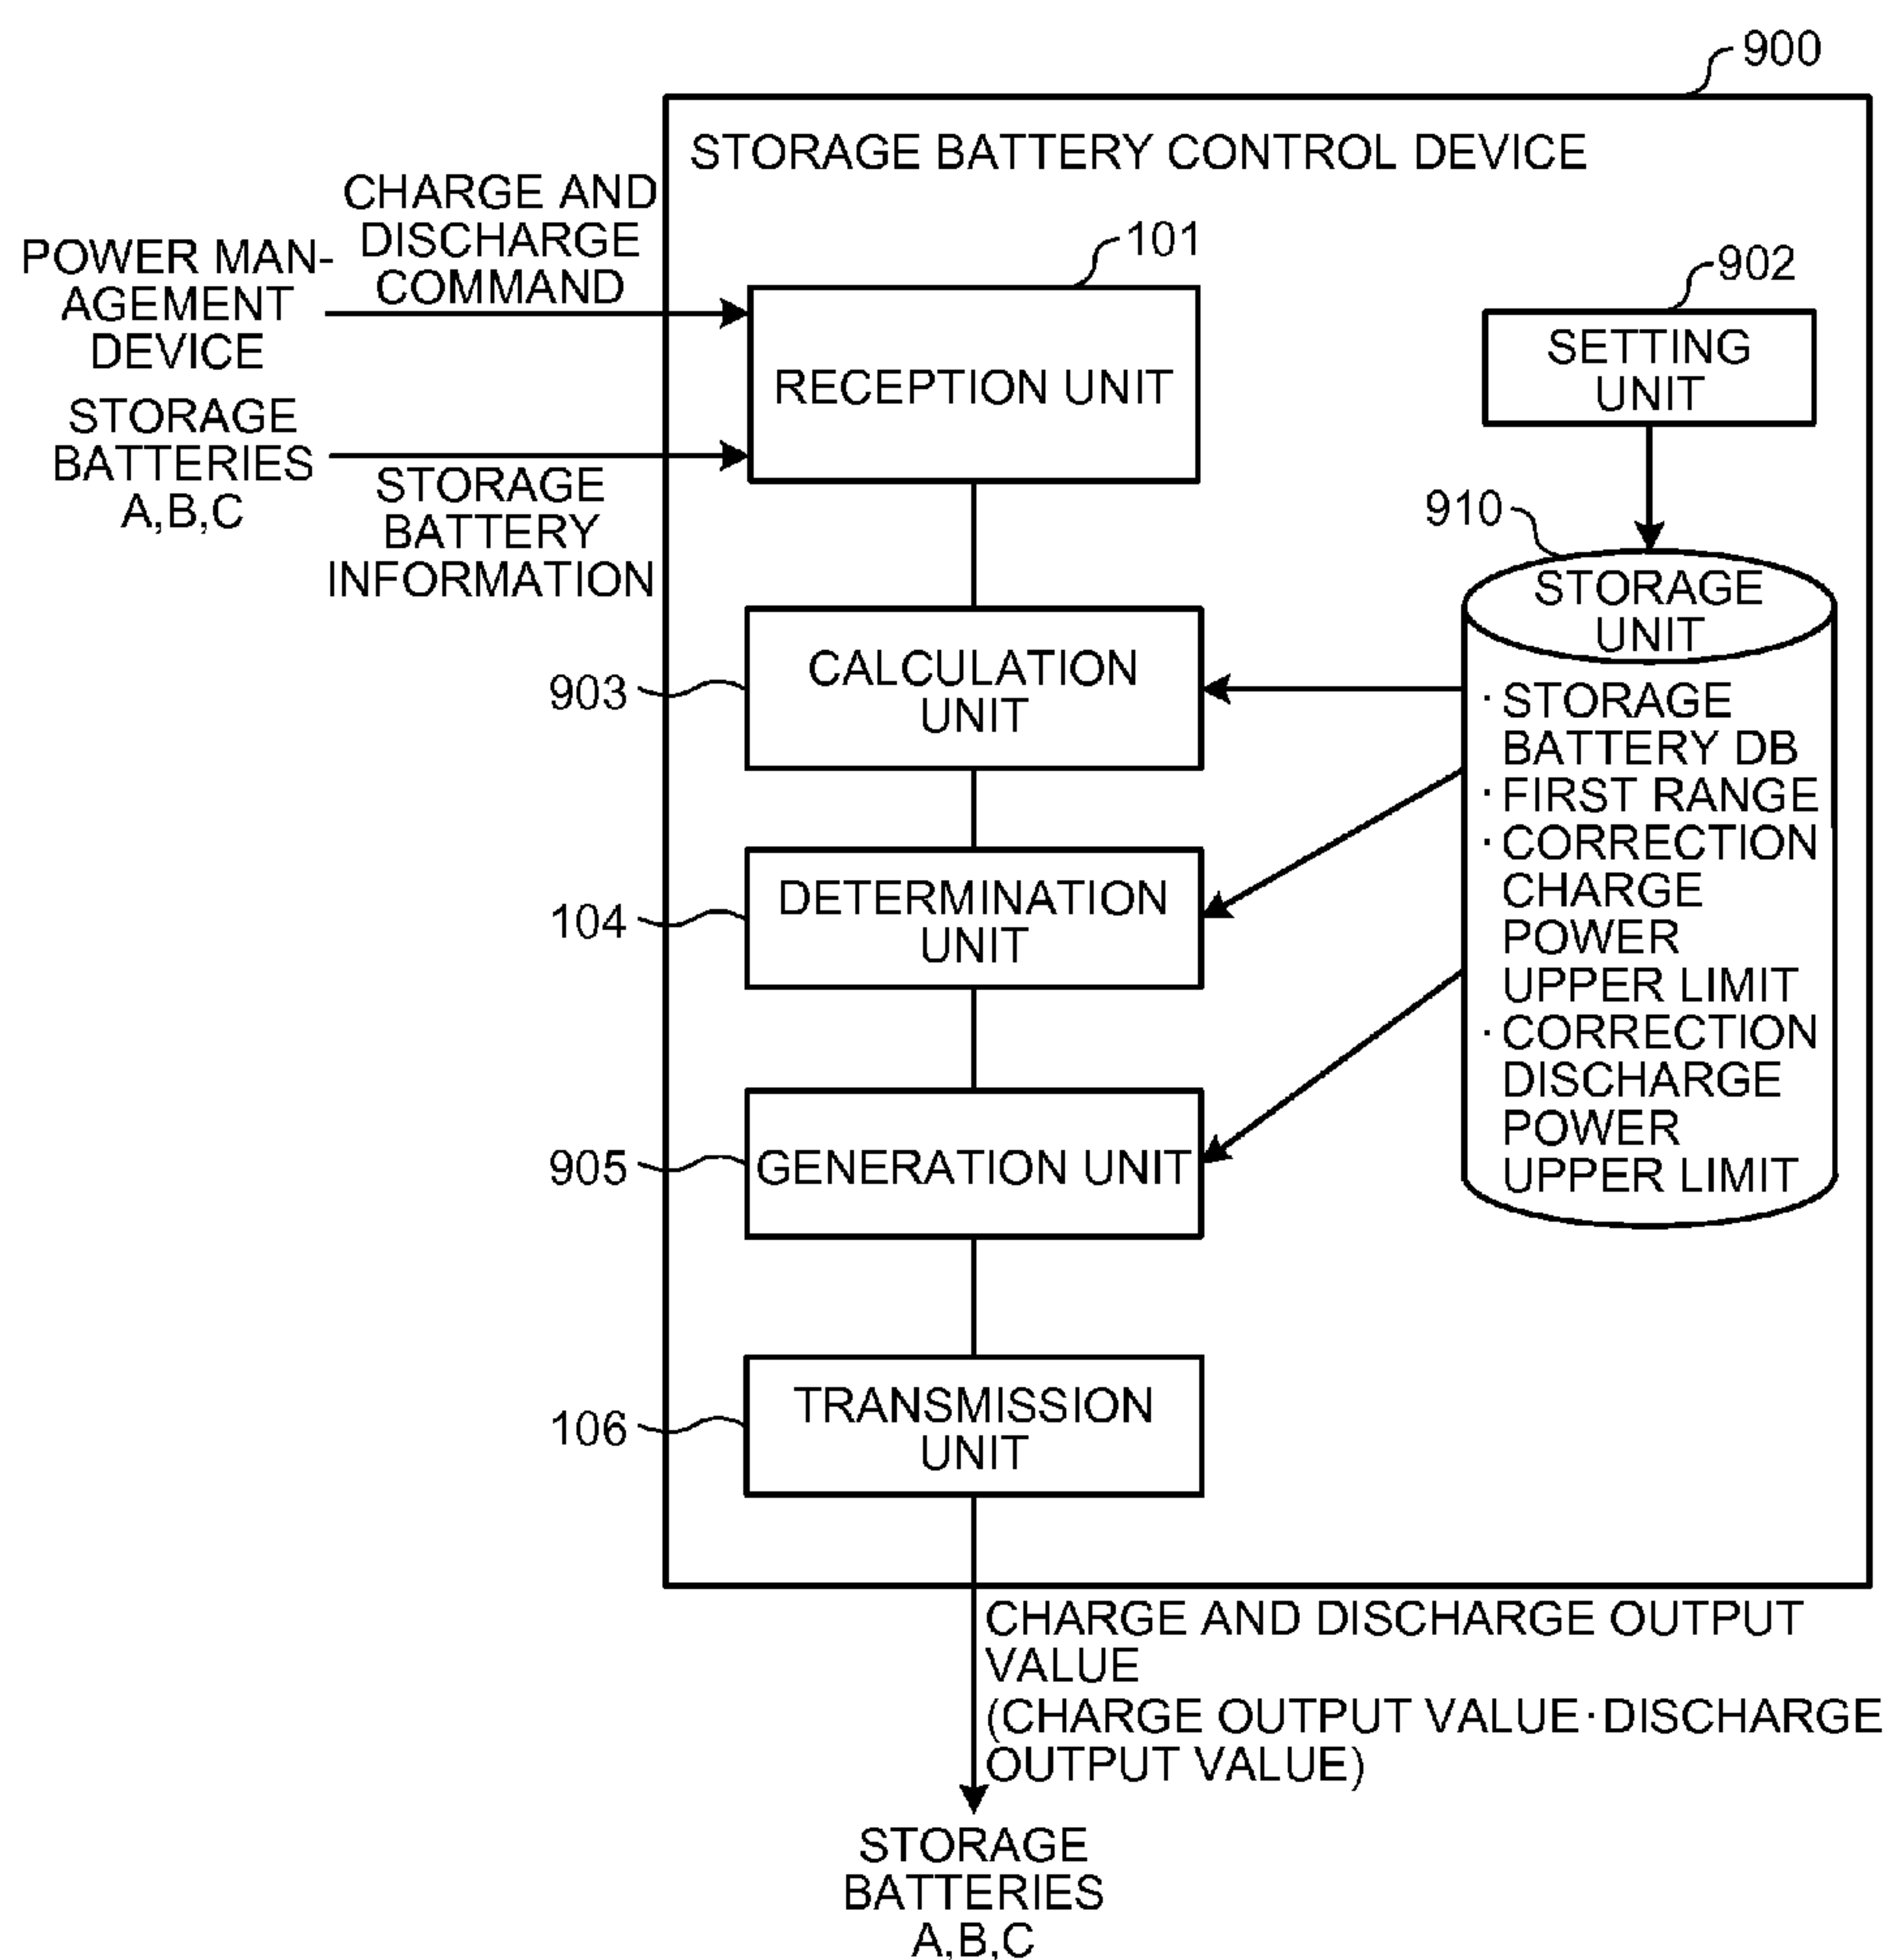 900
STORAGE BATTERY CONTROL DEVICE
CHARGE AND
DISCHARGE
COMMAND
POWER MAN-
AGEMENT
DEVICE
STORAGE
BATTERIES
A,B,C
STORAGE
BATTERY
INFORMATION
101
RECEPTION UNIT
902
SETTING
UNIT
910
STORAGE
UNIT
·STORAGE
BATTERY DB
·FIRST RANGE
·CORRECTION
CHARGE
POWER
UPPER LIMIT
·CORRECTION
DISCHARGE
POWER
UPPER LIMIT
903
CALCULATION
UNIT
104
DETERMINATION
UNIT
905
GENERATION UNIT
106
TRANSMISSION
UNIT
CHARGE AND DISCHARGE OUTPUT
VALUE
(CHARGE OUTPUT VALUE·DISCHARGE
OUTPUT VALUE)
STORAGE
BATTERIES
A,B,C